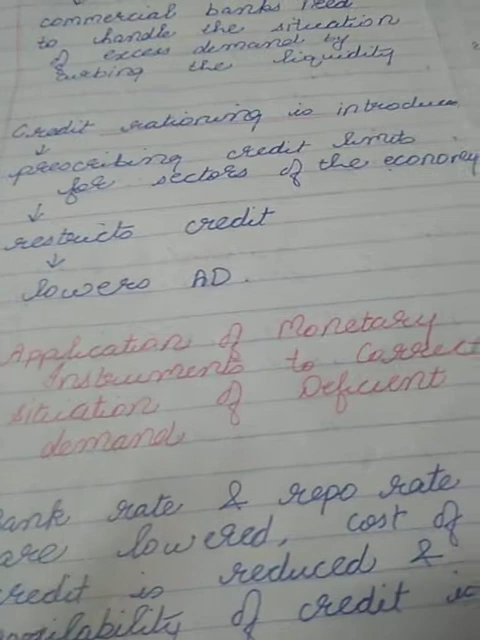 commercial banks need
to handle the situation
of excess demand by
curbing the liquidity
Credit rationing is introduce
↓
prescribing credit limits
for sectors of the economy
↓
restricts credit
↓
lowers AD.
Application of Monetary
Instruments to Correct
situation of Deficient
demand
Bank rate & repo rate
are lowered, cost of
credit is reduced &
availability of credit is